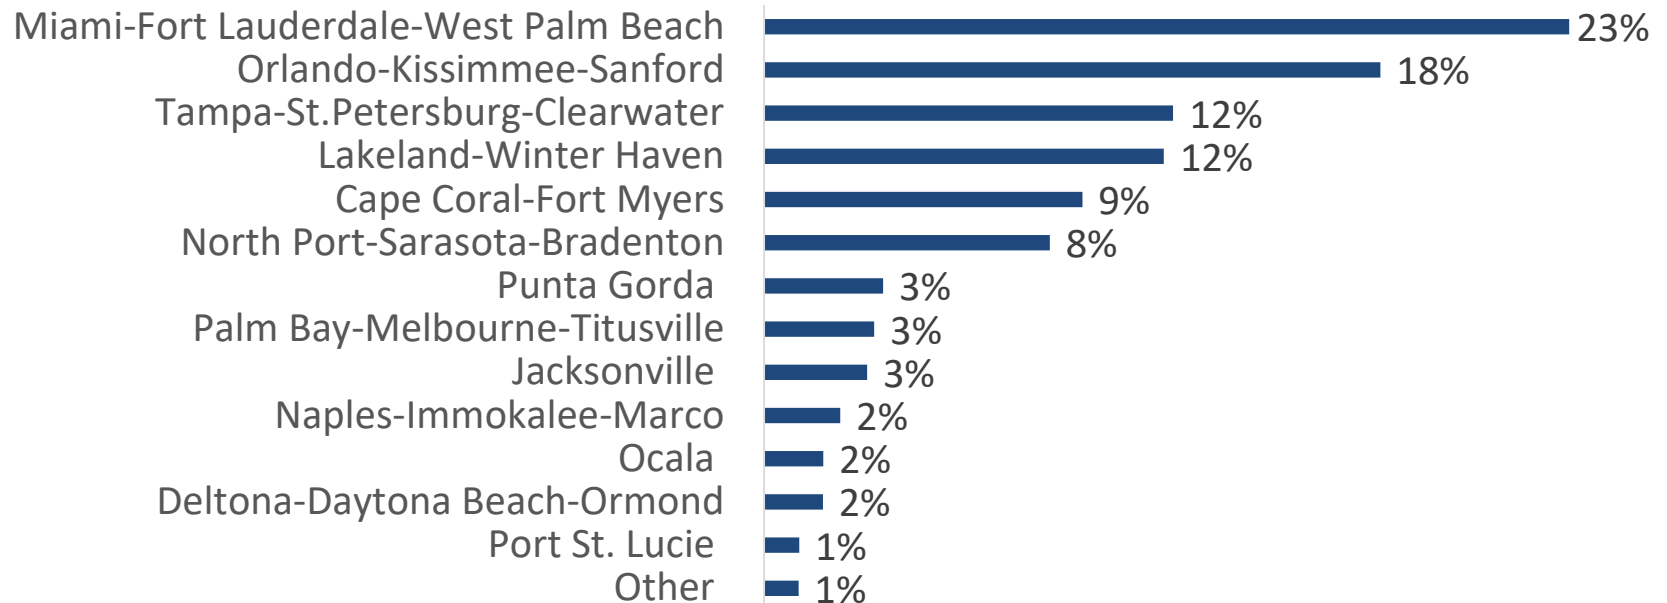 Miami-Fort Lauderdale-West Palm Beach 23%
Orlando-Kissimmee-Sanford 18%
Tampa-St.Petersburg-Clearwater 12%
Lakeland-Winter Haven 12%
Cape Coral-Fort Myers 9%
North Port-Sarasota-Bradenton 8%
Punta Gorda 3%
Palm Bay-Melbourne-Titusville 3%
Jacksonville 3%
Naples-Immokalee-Marco 2%
Ocala 2%
Deltona-Daytona Beach-Ormond 2%
Port St. Lucie 1%
Other 1%